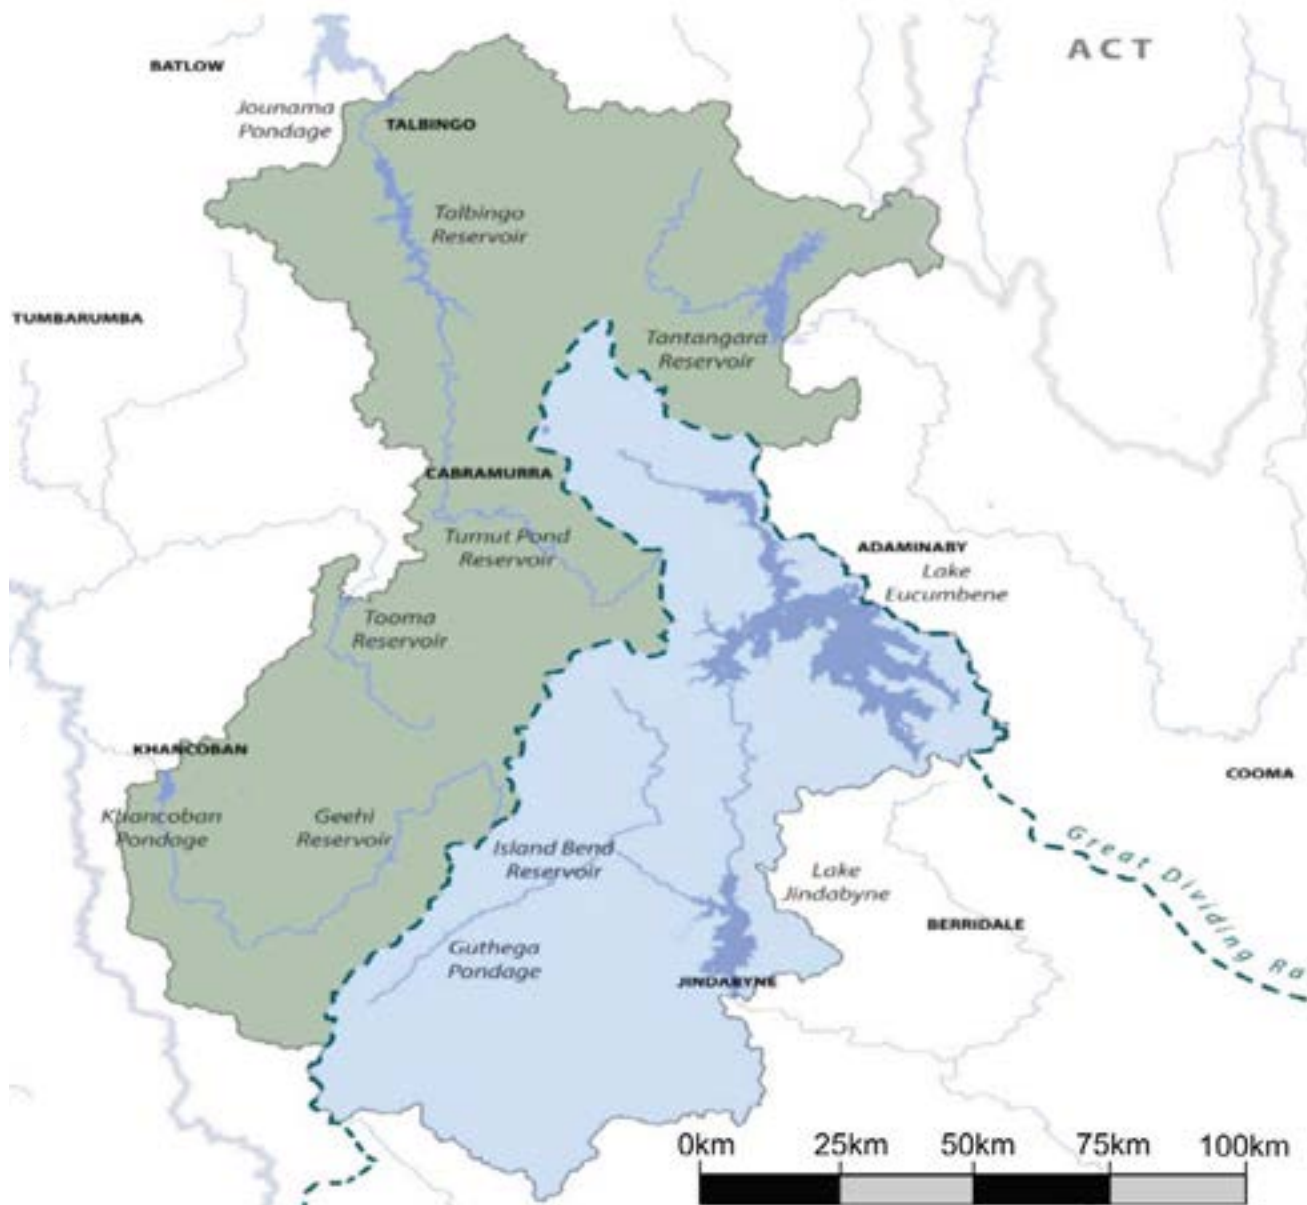 ACT
BATLOW
Jounama
Pondage
TALBINGO
Talbingo
Reservoir
TUMBARUMBA
Tantangara
Reservoir
CABRAMURRA
Tumut Pond
Reservoir
ADAMINABY
Lake
Eucumbene
Tooma
Reservoir
KHANCOBAN
COOMA
Khancoban
Pondage
Geehi
Reservoir
Island Bend
Reservoir
Lake
Jindabyne
Great Dividing Ra
BERRIDALE
Guthega
Pondage
JINDABYNE
0km 25km 50km 75km 100km